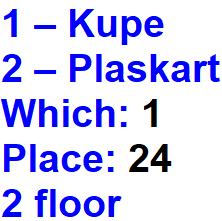 1 – Kupe
2 – Plaskart
Which: 1
Place: 24
2 floor